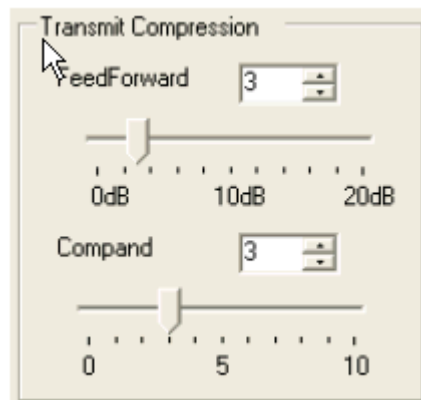 Transmit Compression
FeedForward 3
0dB 10dB 20dB
Compand 3
0 5 10